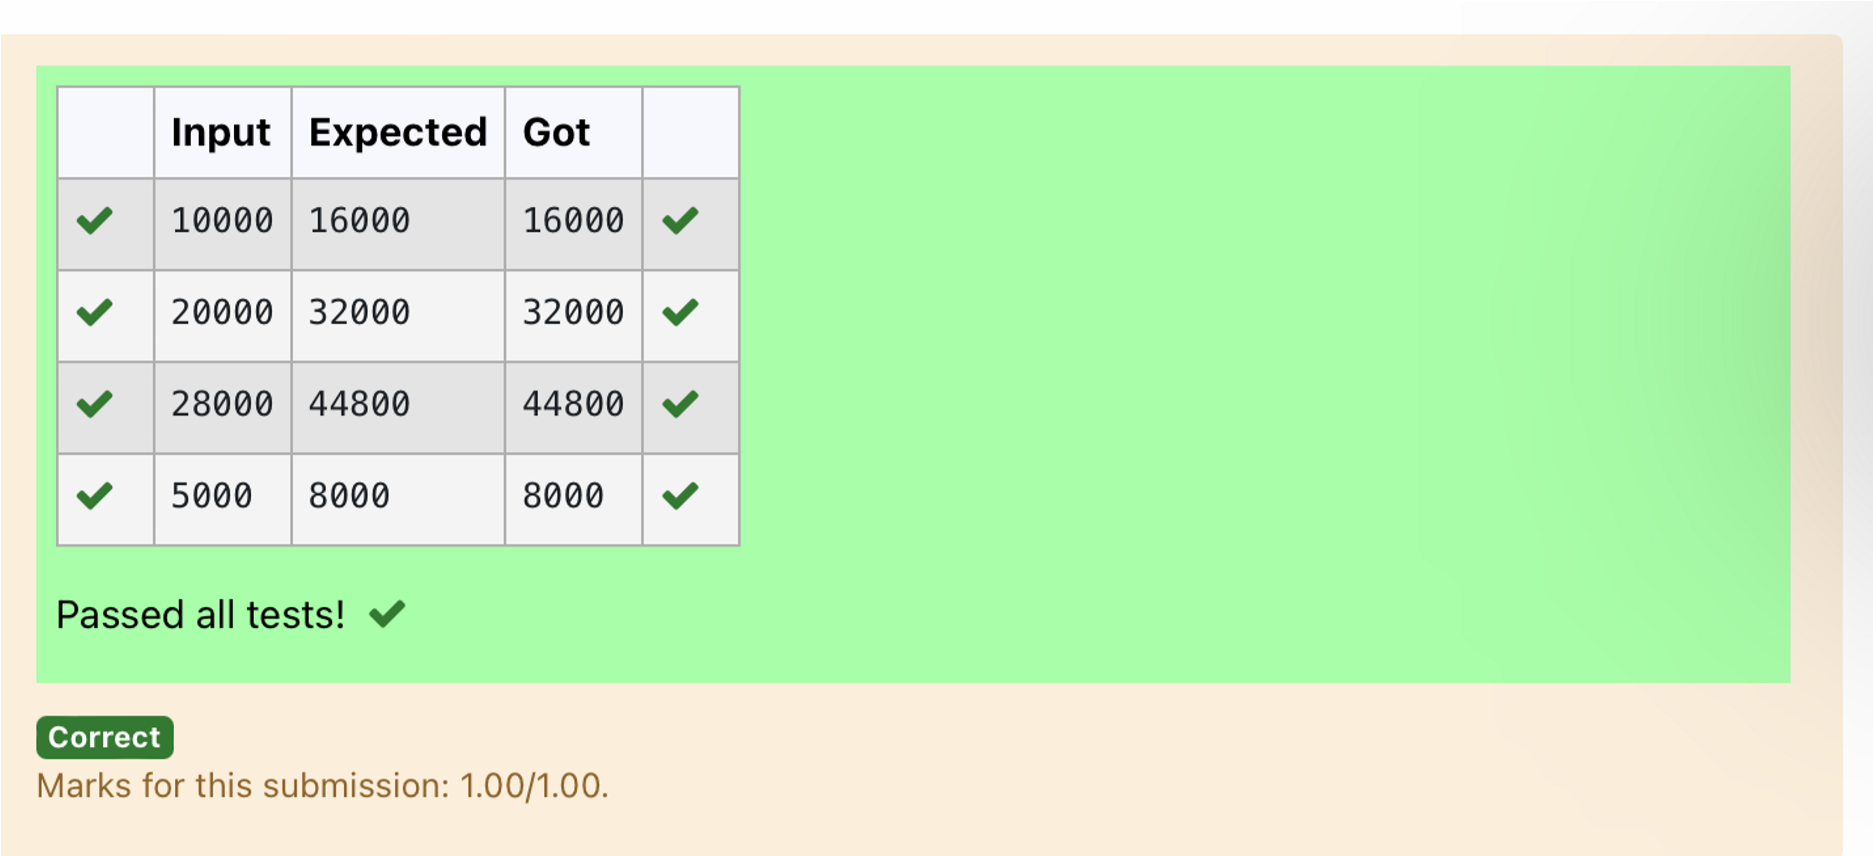 Input Expected Got
10000 16000 16000
20000 32000 32000
28000 44800 44800
5000 8000 8000
Passed all tests!
Correct
Marks for this submission: 1.00/1.00.